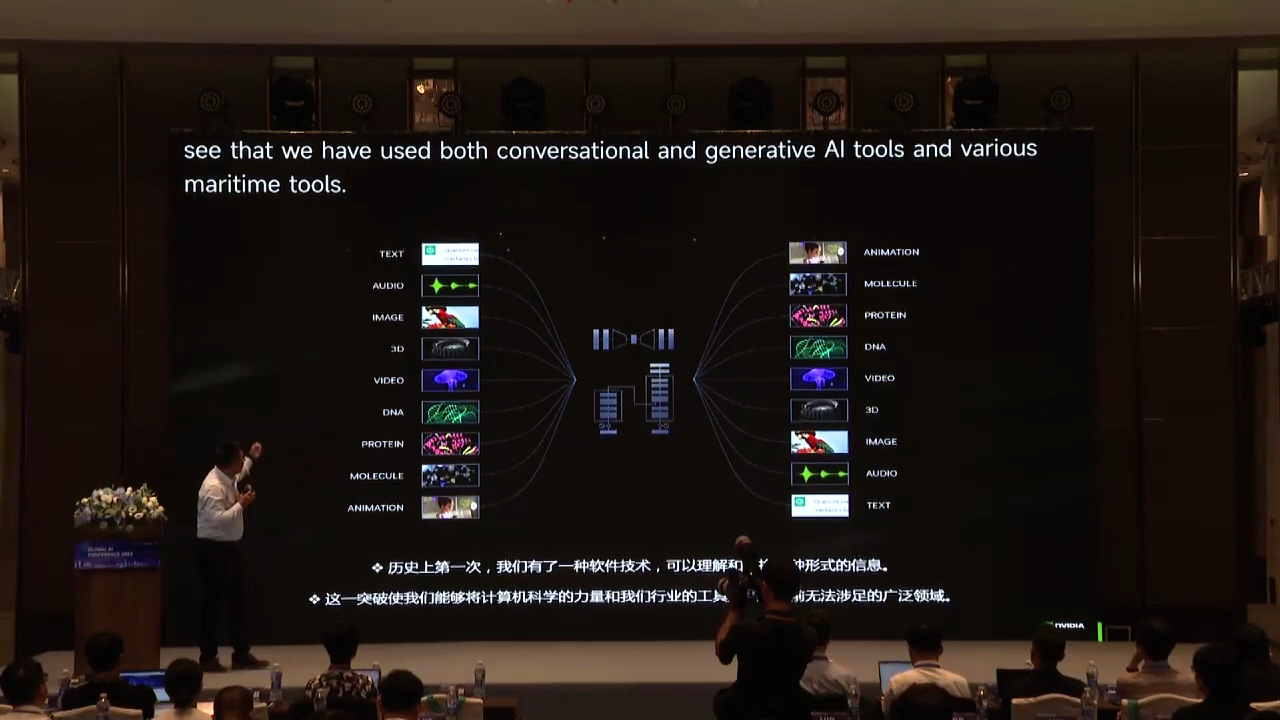 see that we have used both conversational and generative AI tools and various
maritime tools.
TEXT
AUDIO
IMAGE
3D
VIDEO
DNA
PROTEIN
MOLECULE
ANIMATION
ANIMATION
MOLECULE
PROTEIN
DNA
VIDEO
3D
IMAGE
AUDIO
TEXT
❖ 历史上第一次，我们有了一种软件技术，可以理解和 种形式的信息。
❖ 这一突破使我们能够将计算机科学的力量和我们行业的工具 前无法涉足的广泛领域。
NVIDIA
GLOBAL AI
CONFERENCE 2023